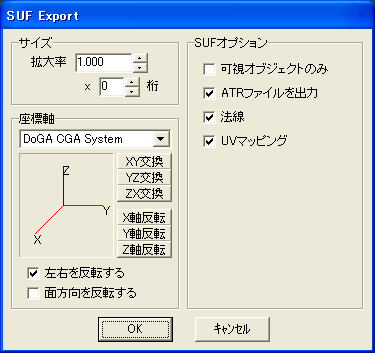 SUF Export
サイズ
拡大率 1.000
x 0 桁
座標軸
DoGA CGA System
Z
Y
X
XY交換
YZ交換
ZX交換
X軸反転
Y軸反転
Z軸反転
左右を反転する
面方向を反転する
SUFオプション
可視オブジェクトのみ
ATRファイルを出力
法線
UVマッピング
OK
キャンセル